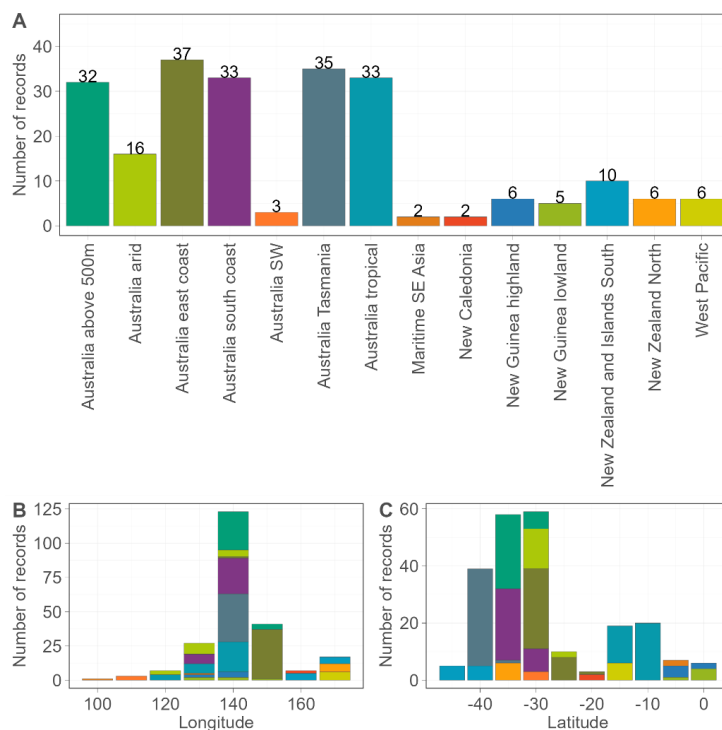 A
Number of records
40
30
20
10
0
32
16
37
33
3
35
33
2
2
6
5
10
6
6
Australia above 500m
Australia arid
Australia east coast
Australia south coast
Australia SW
Australia Tasmania
Australia tropical
Maritime SE Asia
New Caledonia
New Guinea highland
New Guinea lowland
New Zealand and Islands South
New Zealand North
West Pacific
B
Number of records
125
100
75
50
25
0
100 120 140 160
Longitude
C
Number of records
60
40
20
0
-40 -30 -20 -10 0
Latitude